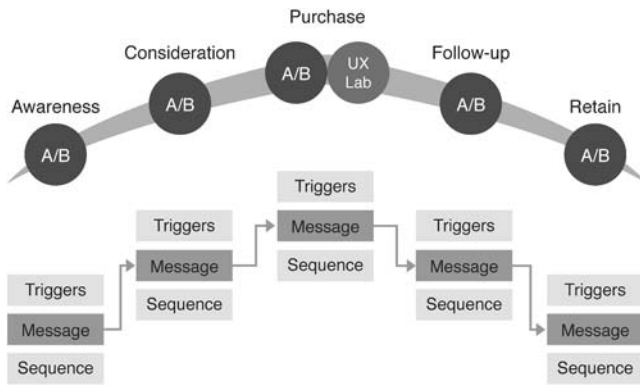 Purchase
Consideration
Follow-up
Awareness
Retain
A/B
A/B
A/B
UX
Lab
A/B
A/B
Triggers
Message
Sequence
Triggers
Message
Sequence
Triggers
Message
Sequence
Triggers
Message
Sequence
Triggers
Message
Sequence